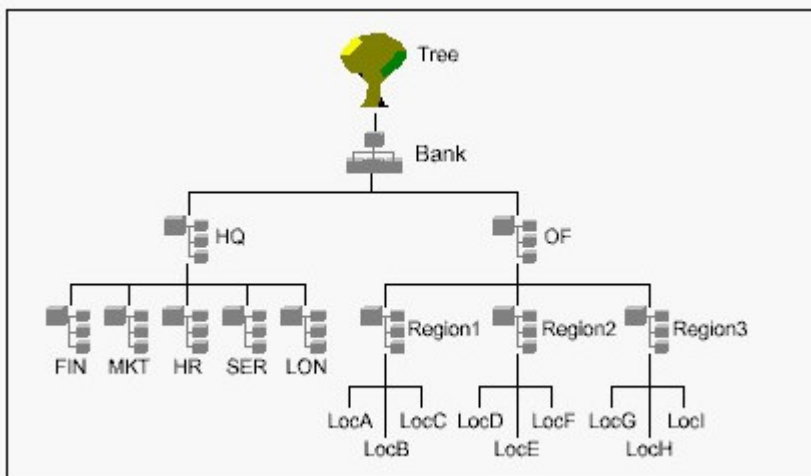 Tree
Bank
HQ
OF
FIN MKT HR SER LON
Region1 Region2 Region3
LocA LocC LocD LocF LocG LocI
LocB LocE LocH